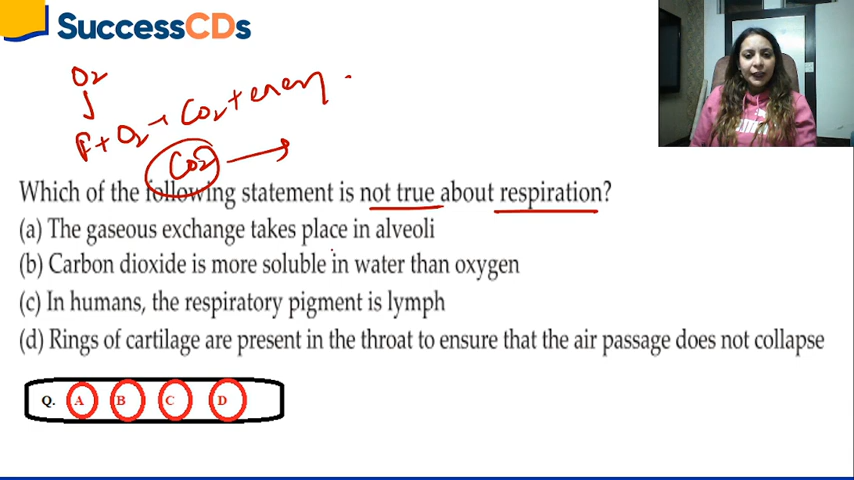 SuccessCDs
O2
F + O2 → CO2 + energy
CO2 →
Which of the following statement is not true about respiration?
(a) The gaseous exchange takes place in alveoli
(b) Carbon dioxide is more soluble in water than oxygen
(c) In humans, the respiratory pigment is lymph
(d) Rings of cartilage are present in the throat to ensure that the air passage does not collapse
Q. A B C D